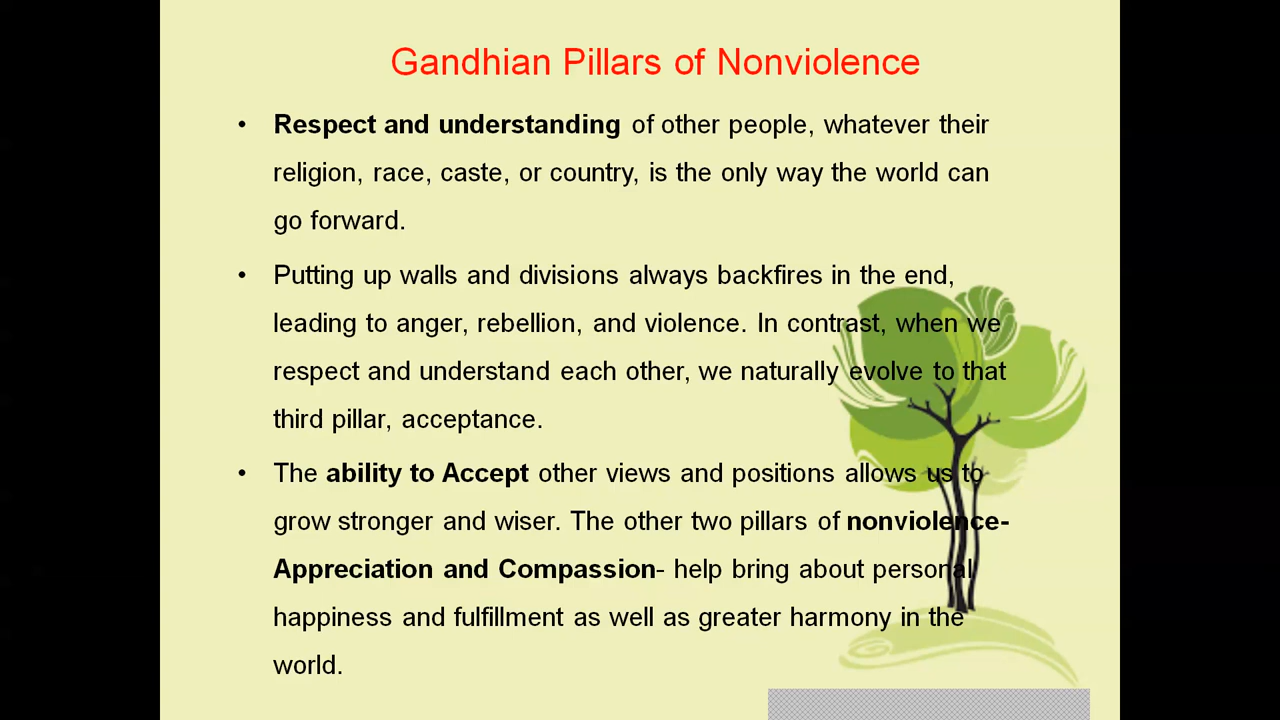 Gandhian Pillars of Nonviolence
• Respect and understanding of other people, whatever their
religion, race, caste, or country, is the only way the world can
go forward.
• Putting up walls and divisions always backfires in the end,
leading to anger, rebellion, and violence. In contrast, when we
respect and understand each other, we naturally evolve to that
third pillar, acceptance.
• The ability to Accept other views and positions allows us to
grow stronger and wiser. The other two pillars of nonviolence-
Appreciation and Compassion- help bring about personal
happiness and fulfillment as well as greater harmony in the
world.